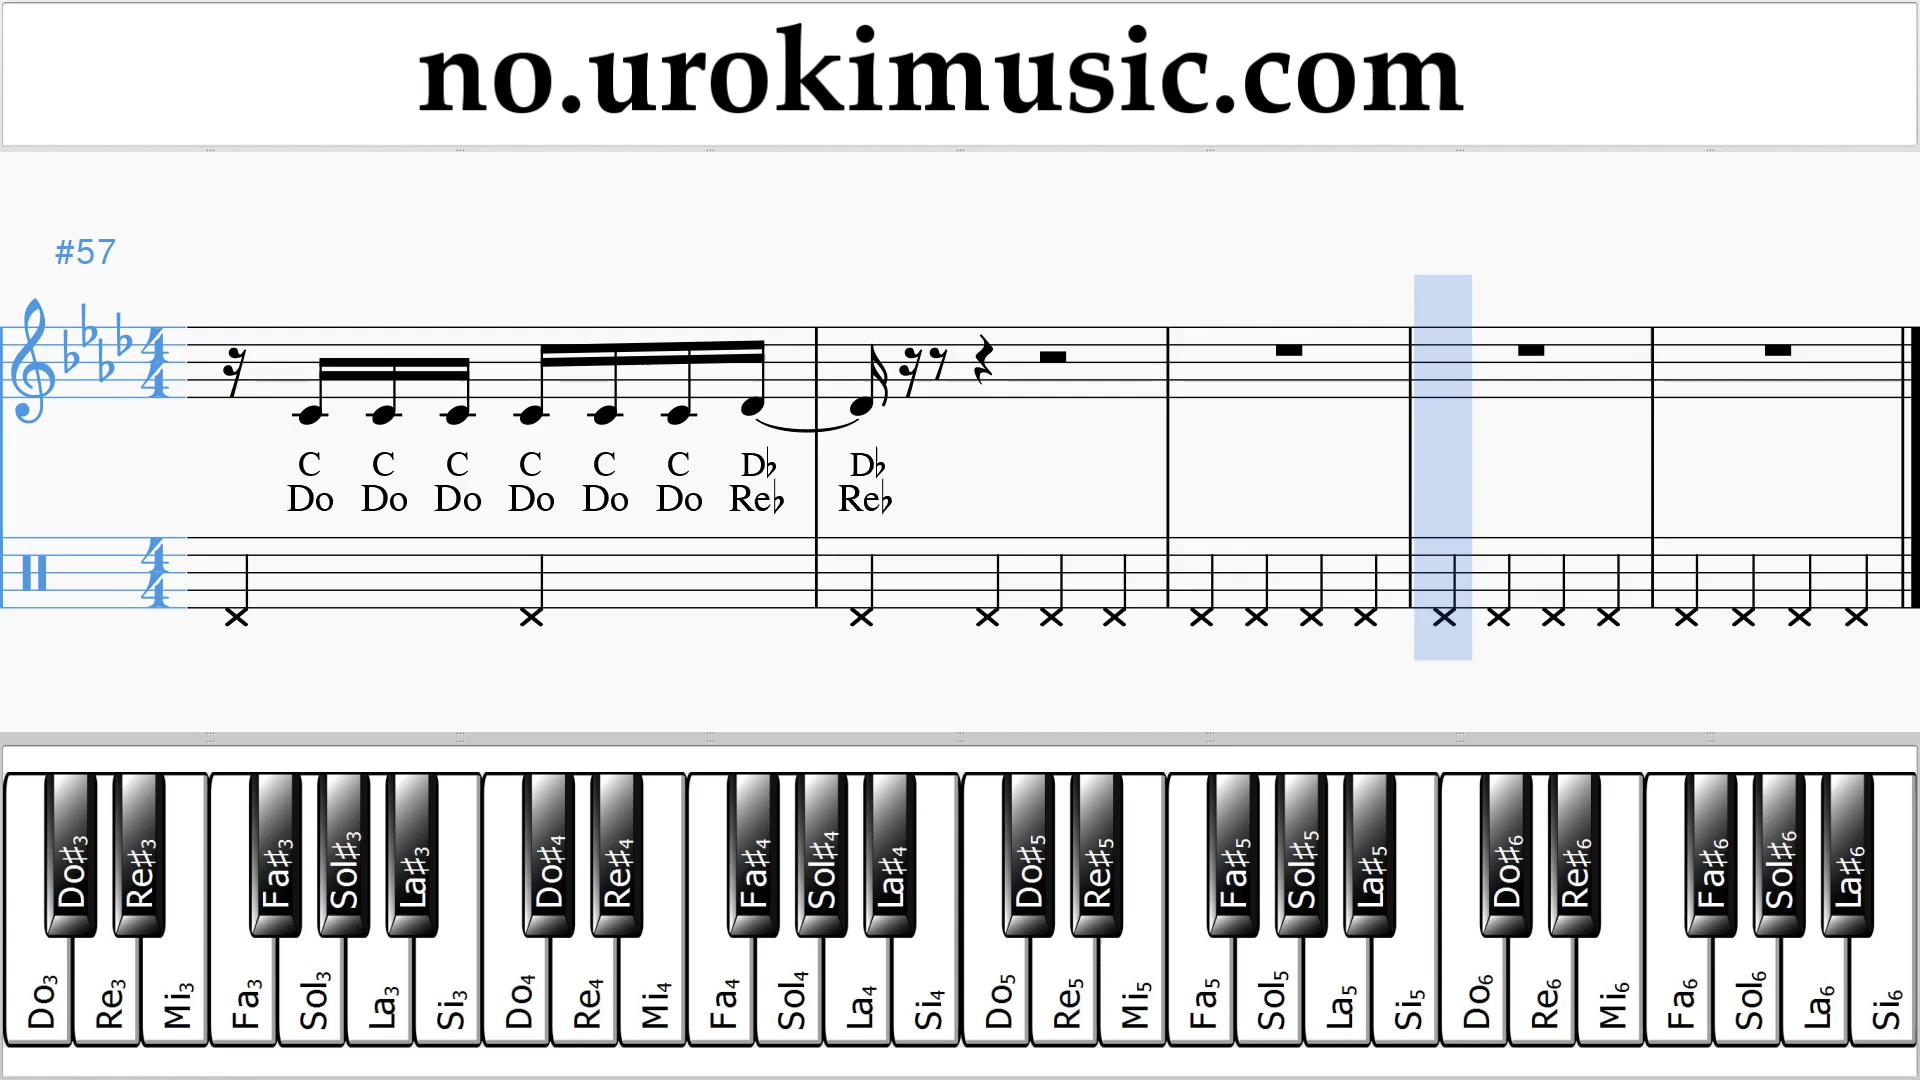 no.urokimusic.com
#57
4 4
C C C C C C D♭ D♭
Do Do Do Do Do Do Re♭ Re♭
4 4
Do#3 Re#3 Fa#3 Sol#3 La#3 Do#4 Re#4 Fa#4 Sol#4 La#4 Do#5 Re#5 Fa#5 Sol#5 La#5 Do#6 Re#6 Fa#6 Sol#6 La#6
Do3 Re3 Mi3 Fa3 Sol3 La3 Si3 Do4 Re4 Mi4 Fa4 Sol4 La4 Si4 Do5 Re5 Mi5 Fa5 Sol5 La5 Si5 Do6 Re6 Mi6 Fa6 Sol6 La6 Si6